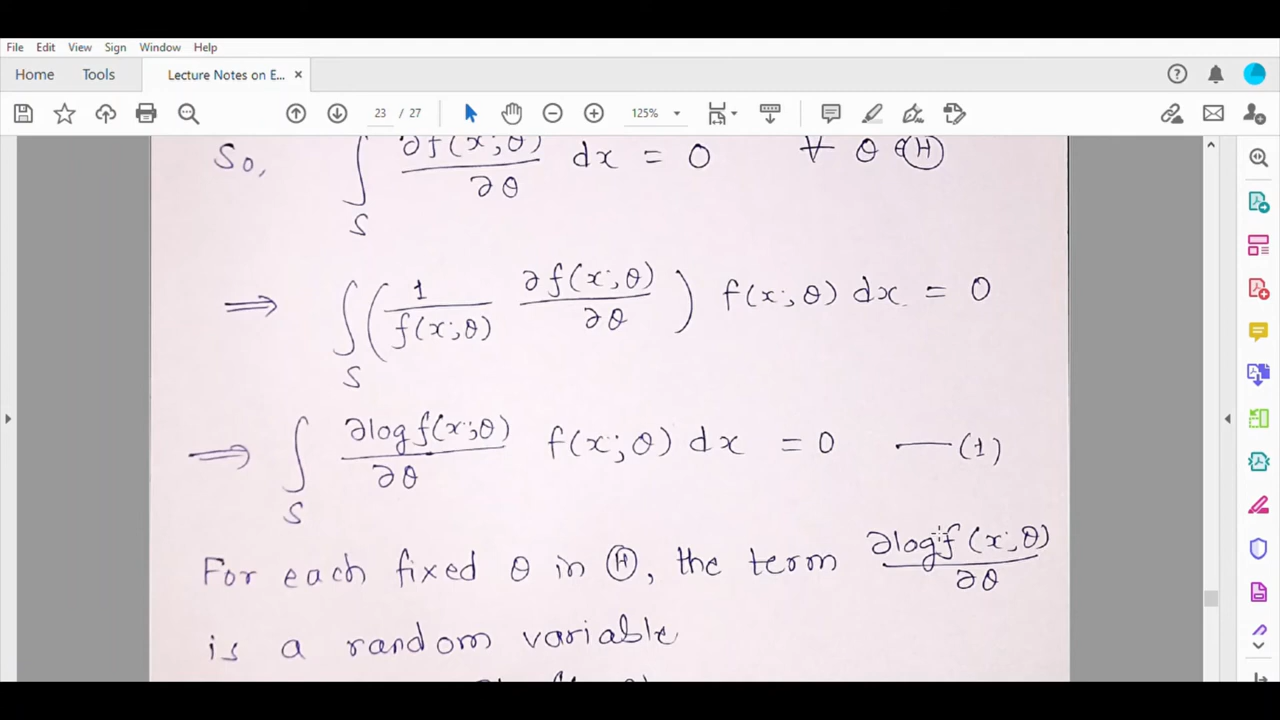 File Edit View Sign Window Help
Home Tools Lecture Notes on E... ×
23 / 27 125%
So, ∫_S ∂f(x;θ)/∂θ dx = 0 ∀ θ ∈ Ⓗ
⟹ ∫_S (1/f(x;θ) ∂f(x;θ)/∂θ) f(x;θ) dx = 0
⟹ ∫_S ∂log f(x;θ)/∂θ f(x;θ) dx = 0 —(1)
For each fixed θ in Ⓗ, the term ∂log f(x;θ)/∂θ
is a random variable